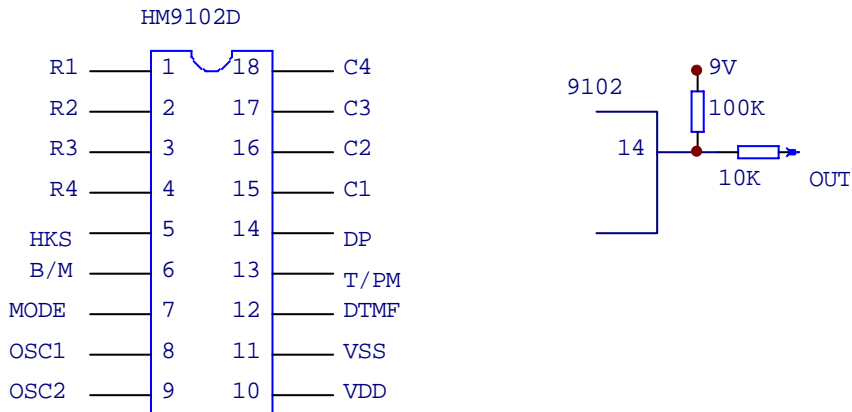 HM9102D
R1 1 18 C4
R2 2 17 C3
R3 3 16 C2
R4 4 15 C1
HKS 5 14 DP
B/M 6 13 T/PM
MODE 7 12 DTMF
OSC1 8 11 VSS
OSC2 9 10 VDD
9V
9102
100K
14
10K
OUT